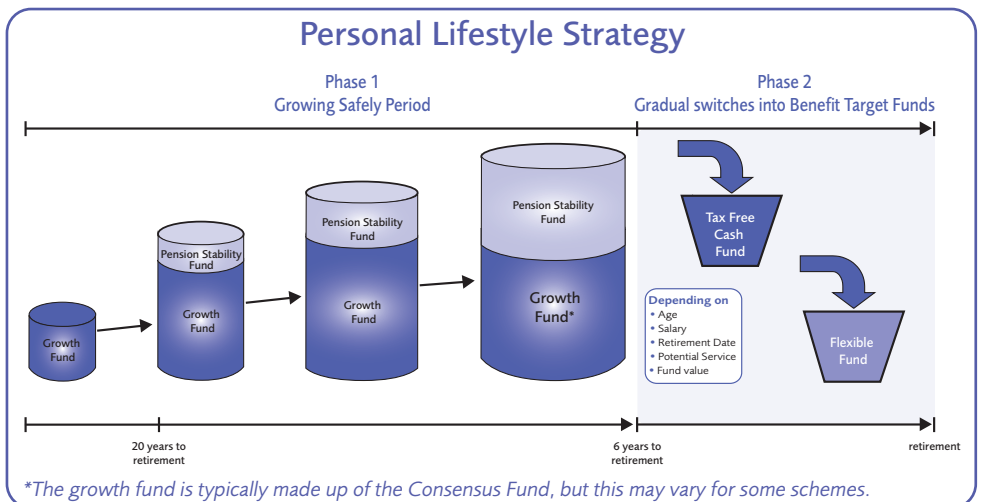 Personal Lifestyle Strategy
Phase 1
Growing Safely Period
Phase 2
Gradual switches into Benefit Target Funds
Growth
Fund
Pension Stability
Fund
Growth
Fund
Pension Stability
Fund
Growth
Fund
Pension Stability
Fund
Growth
Fund*
Tax Free
Cash
Fund
Depending on
• Age
• Salary
• Retirement Date
• Potential Service
• Fund value
Flexible
Fund
20 years to
retirement
6 years to
retirement
retirement
*The growth fund is typically made up of the Consensus Fund, but this may vary for some schemes.